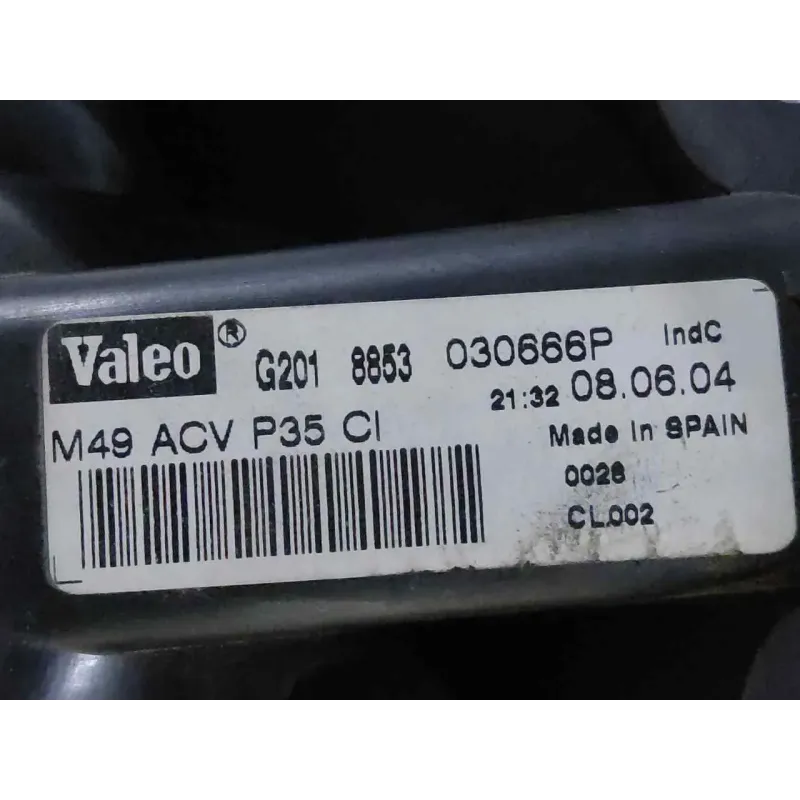 Valeo® G201 8853 030666P IndC
21:32 08.06.04
M49 ACV P35 CI
Made In SPAIN
0026
CL002